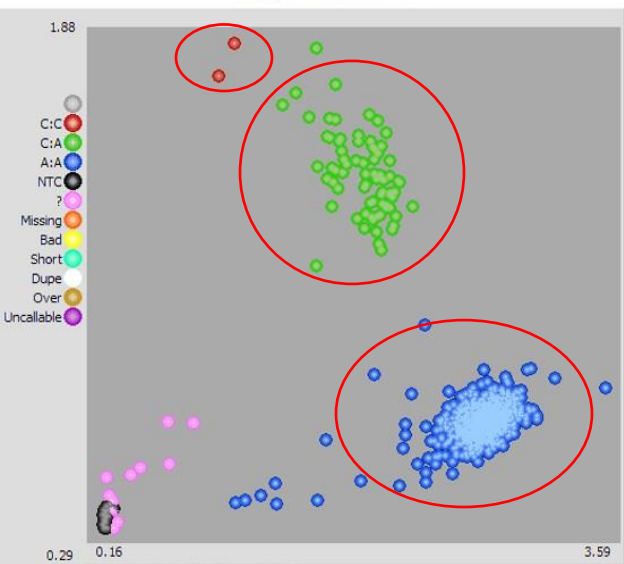 1.88
C:C
C:A
A:A
NTC
?
Missing
Bad
Short
Dupe
Over
Uncallable
0.29
0.16
3.59